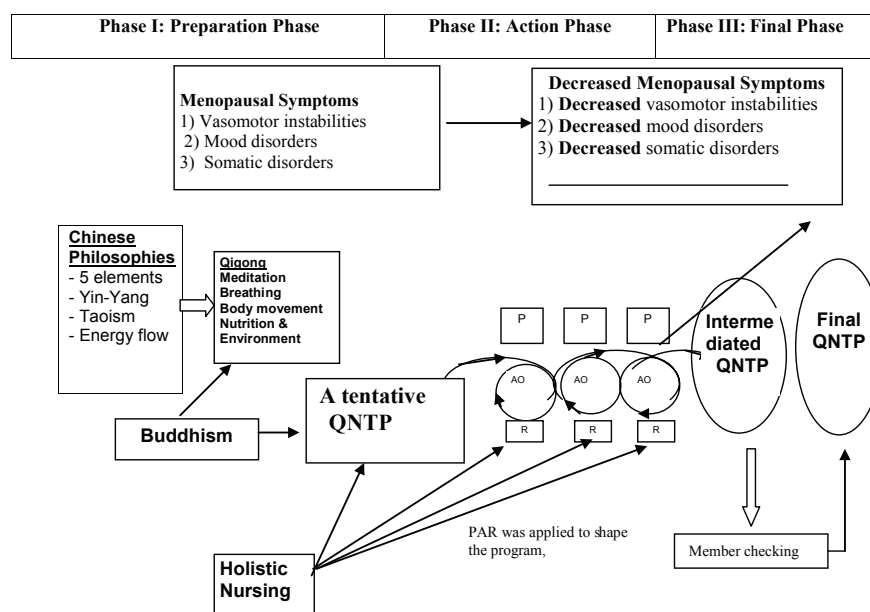 Phase I: Preparation Phase
Phase II: Action Phase
Phase III: Final Phase
Menopausal Symptoms
1) Vasomotor instabilities
2) Mood disorders
3) Somatic disorders
Decreased Menopausal Symptoms
1) Decreased vasomotor instabilities
2) Decreased mood disorders
3) Decreased somatic disorders
Chinese
Philosophies
- 5 elements
- Yin-Yang
- Taoism
- Energy flow
Qigong
Meditation
Breathing
Body movement
Nutrition &
Environment
Buddhism
A tentative
QNTP
P
P
P
AO
AO
AO
R
R
R
Interme
diated
QNTP
Final
QNTP
Holistic
Nursing
PAR was applied to shape
the program,
Member checking